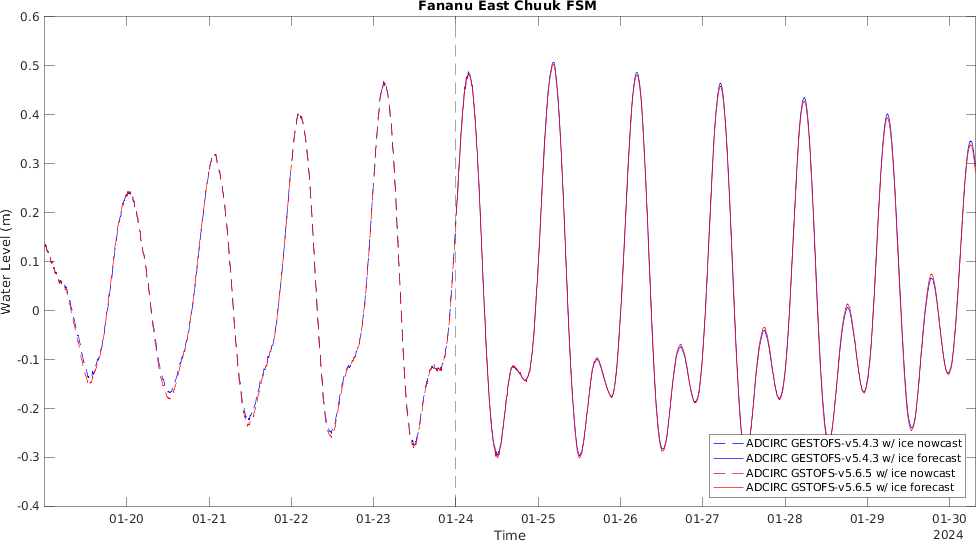 Fananu East Chuuk FSM
0.6
0.5
0.4
0.3
0.2
0.1
0
-0.1
-0.2
-0.3
-0.4
Water Level (m)
ADCIRC GESTOFS-v5.4.3 w/ ice nowcast
ADCIRC GESTOFS-v5.4.3 w/ ice forecast
ADCIRC GSTOFS-v5.6.5 w/ ice nowcast
ADCIRC GSTOFS-v5.6.5 w/ ice forecast
01-20 01-21 01-22 01-23 01-24 01-25 01-26 01-27 01-28 01-29 01-30
2024
Time